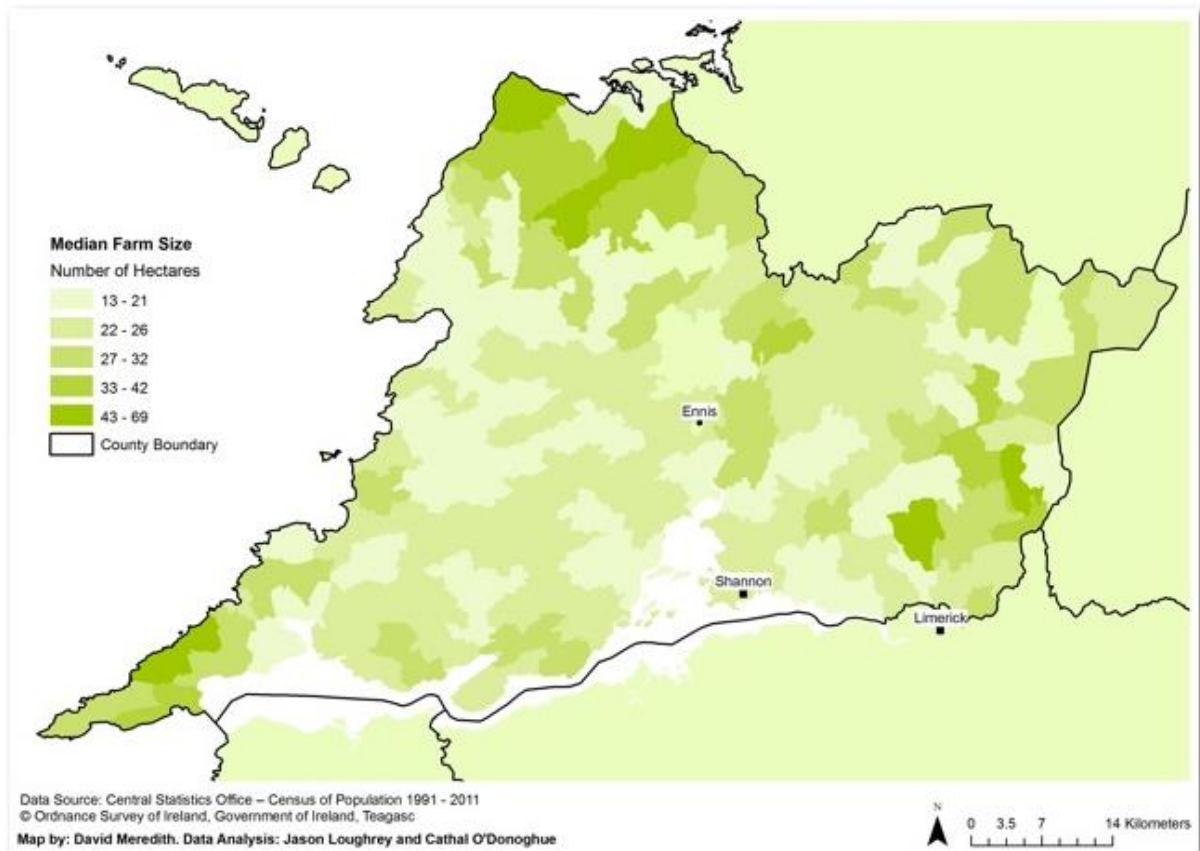 Median Farm Size
Number of Hectares
13 - 21
22 - 26
27 - 32
33 - 42
43 - 69
County Boundary
Ennis
Shannon
Limerick
Data Source: Central Statistics Office – Census of Population 1991 - 2011
© Ordnance Survey of Ireland, Government of Ireland, Teagasc
Map by: David Meredith. Data Analysis: Jason Loughrey and Cathal O'Donoghue
N
0 3.5 7 14 Kilometers